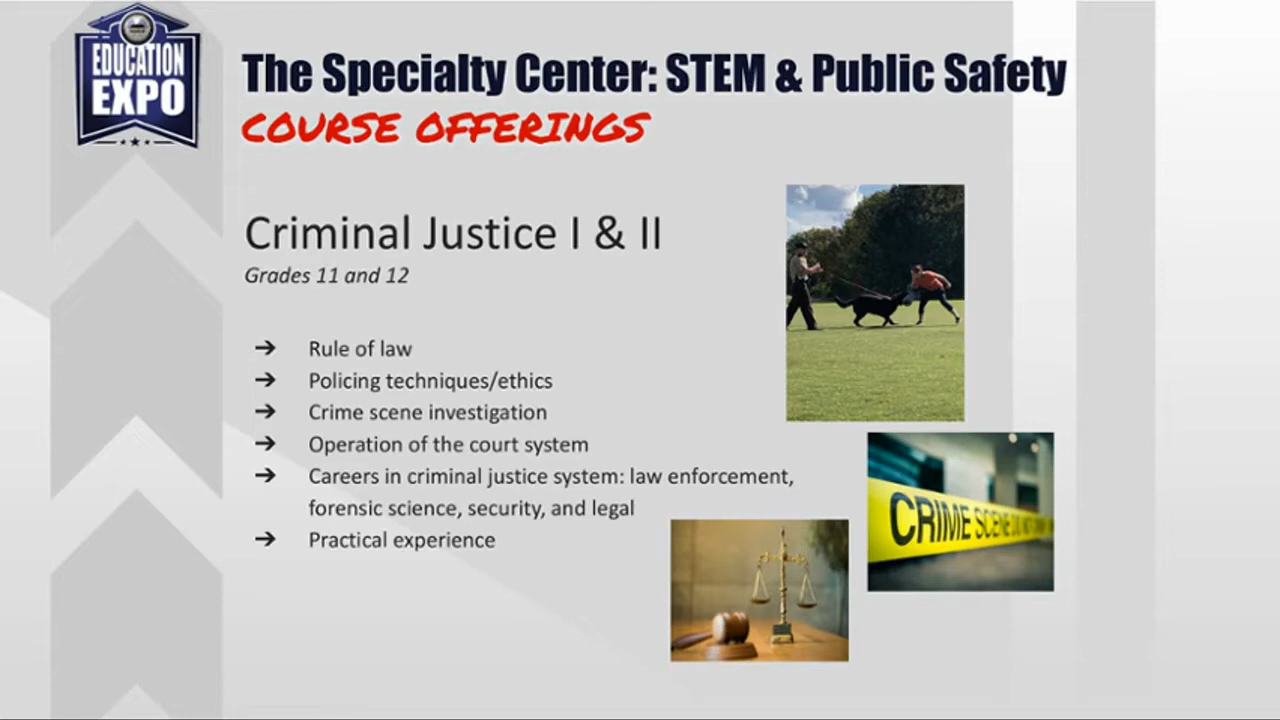 EDUCATION
EXPO
The Specialty Center: STEM & Public Safety
COURSE OFFERINGS
Criminal Justice I & II
Grades 11 and 12
➔ Rule of law
➔ Policing techniques/ethics
➔ Crime scene investigation
➔ Operation of the court system
➔ Careers in criminal justice system: law enforcement,
forensic science, security, and legal
➔ Practical experience
CRIME SCENE DO NOT